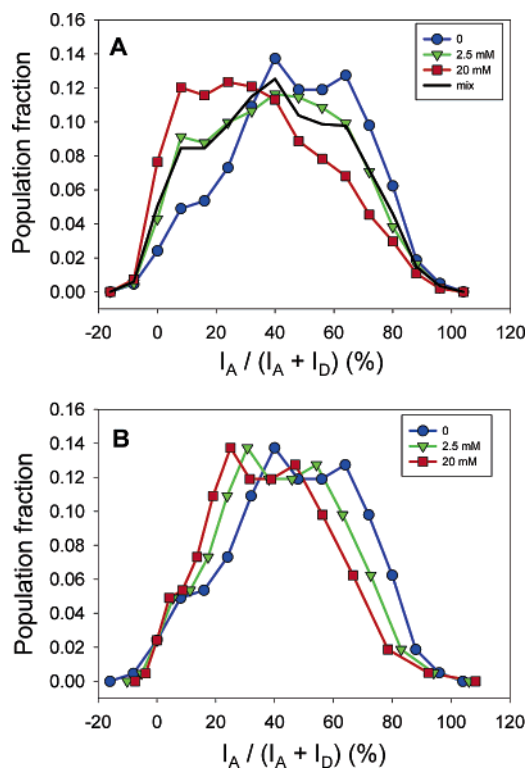 A
0
2.5 mM
20 mM
mix
Population fraction
0.16
0.14
0.12
0.10
0.08
0.06
0.04
0.02
0.00
-20 0 20 40 60 80 100 120
I_A / (I_A + I_D) (%)
B
0
2.5 mM
20 mM
Population fraction
0.16
0.14
0.12
0.10
0.08
0.06
0.04
0.02
0.00
-20 0 20 40 60 80 100 120
I_A / (I_A + I_D) (%)